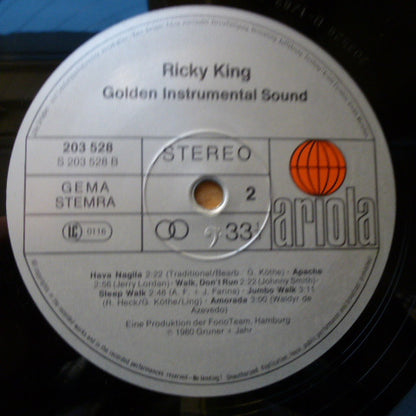 Ricky King
Golden Instrumental Sound
203 528
S 203 528 B
STEREO
GEMA
STEMRA
2
LC 0116
33
ariola
Hava Nagila 2:22 (Traditional/Bearb.: G. Köthe) · Apache
2:56 (Jerry Lordan) · Walk, Don't Run 2:22 (Johnny Smith) ·
Sleep Walk 2:46 (A. F. + J. Farina) · Jumbo Walk 3:11
(R. Heck/G. Köthe/Ling) · Amorada 3:00 (Waldyr de
Azevedo)
Eine Produktion der FonoTeam, Hamburg
℗ 1980 Gruner + Jahr